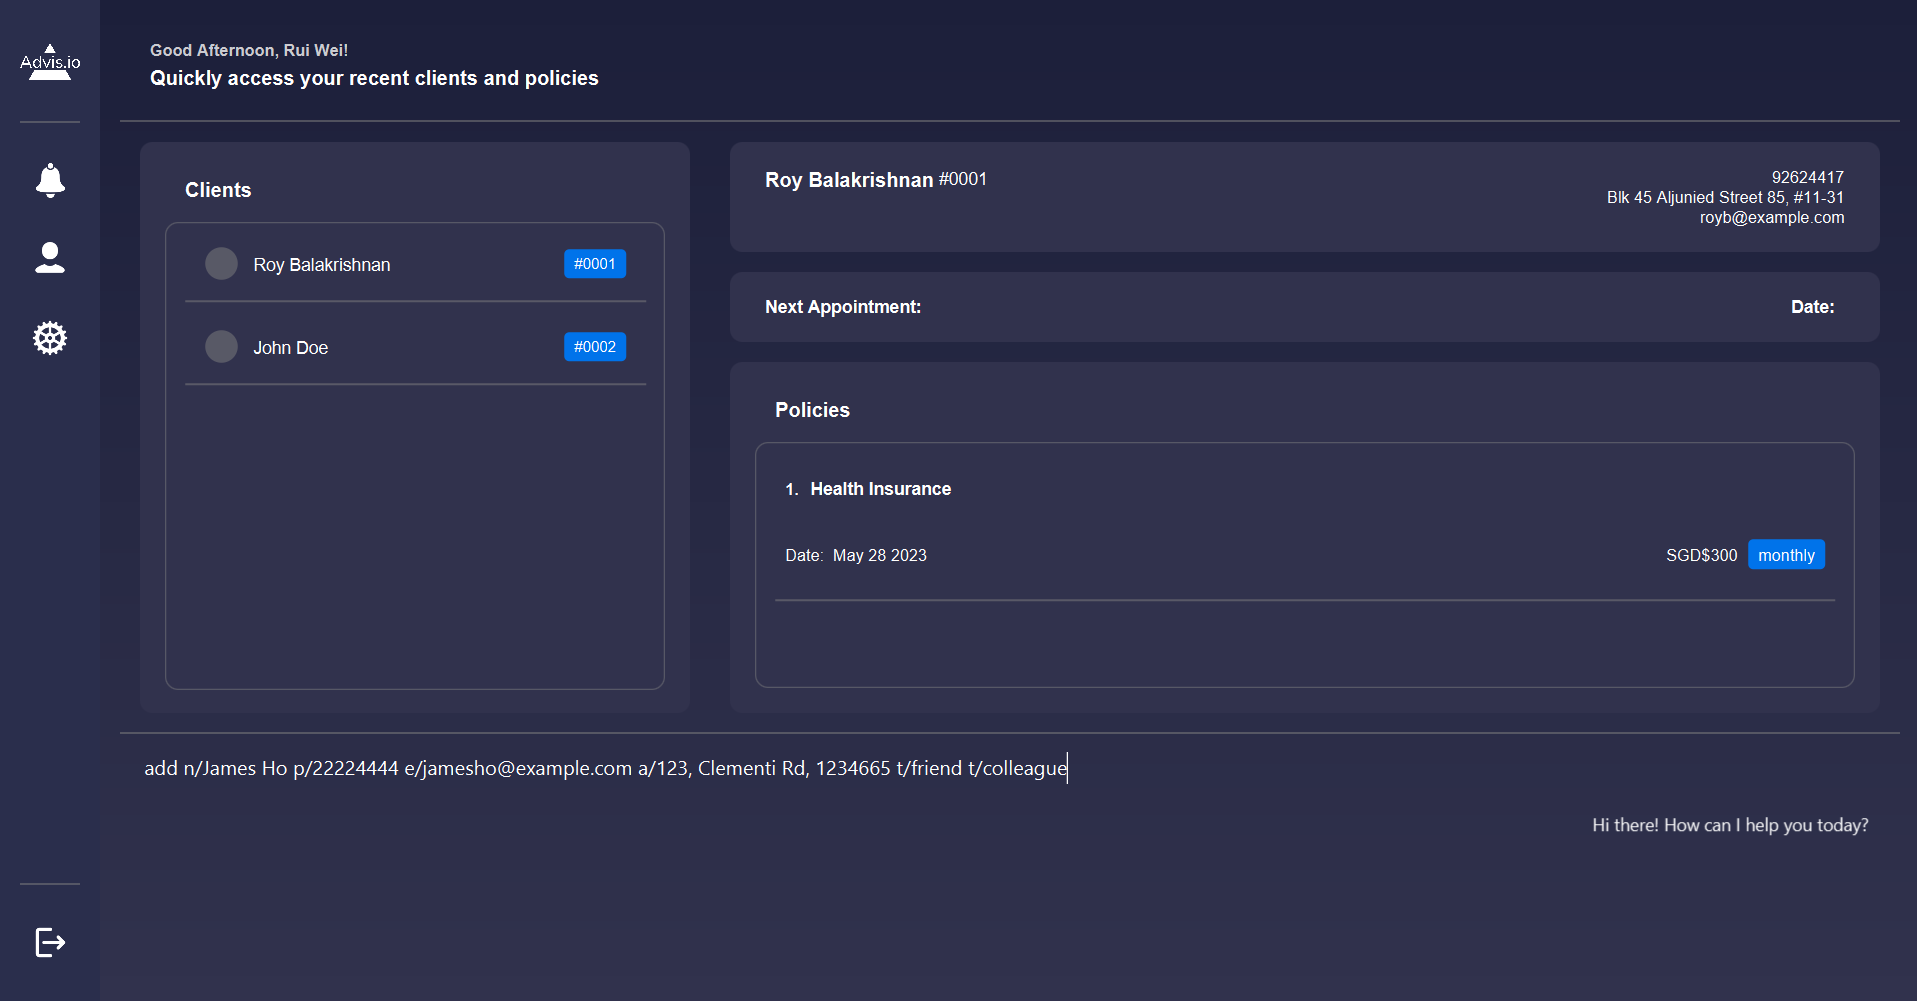 Advis.io
Good Afternoon, Rui Wei!
Quickly access your recent clients and policies
Clients
Roy Balakrishnan #0001
John Doe #0002
Roy Balakrishnan #0001
92624417
Blk 45 Aljunied Street 85, #11-31
royb@example.com
Next Appointment: Date:
Policies
1. Health Insurance
Date: May 28 2023 SGD$300 monthly
add n/James Ho p/22224444 e/jamesho@example.com a/123, Clementi Rd, 1234665 t/friend t/colleague
Hi there! How can I help you today?